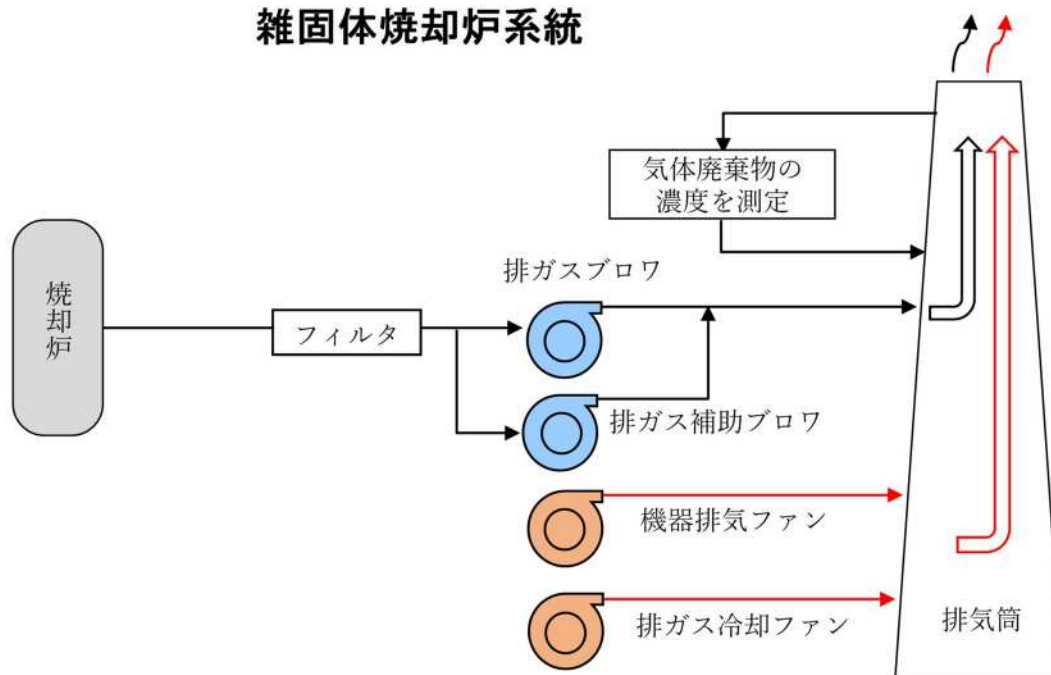 雑固体焼却炉系統
気体廃棄物の
濃度を測定
排ガスブロワ
焼却炉
フィルタ
排ガス補助ブロワ
機器排気ファン
排ガス冷却ファン
排気筒